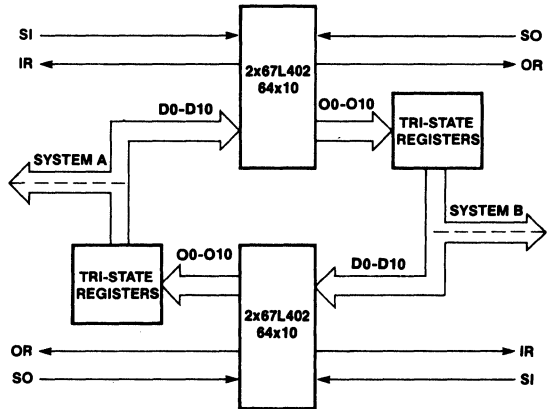 SI
SO
IR
OR
2x67L402
64x10
D0-D10
O0-O10
TRI-STATE
REGISTERS
SYSTEM A
SYSTEM B
O0-O10
D0-D10
TRI-STATE
REGISTERS
2x67L402
64x10
OR
IR
SO
SI